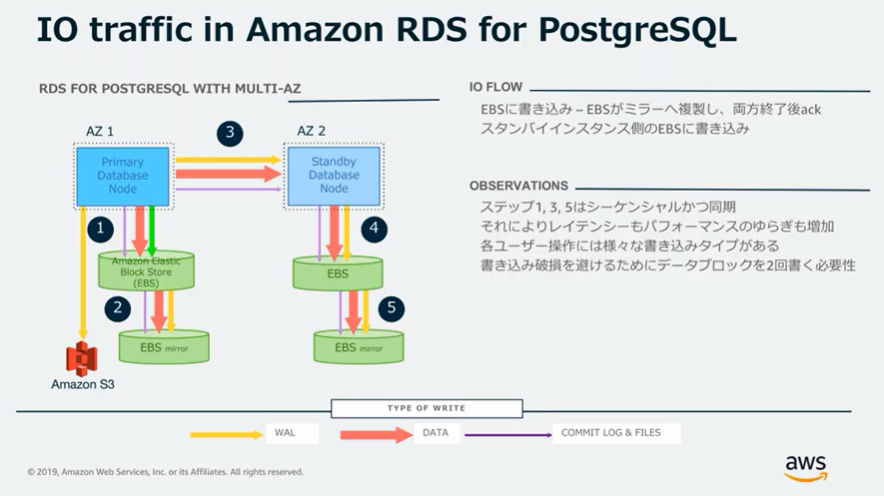 IO traffic in Amazon RDS for PostgreSQL
RDS FOR POSTGRESQL WITH MULTI-AZ
AZ 1
3
AZ 2
Primary
Database
Node
Standby
Database
Node
1
4
Amazon Elastic
Block Store
(EBS)
EBS
2
5
EBS mirror
EBS mirror
Amazon S3
IO FLOW
EBSに書き込み – EBSがミラーへ複製し、両方終了後ack
スタンバイインスタンス側のEBSに書き込み
OBSERVATIONS
ステップ1, 3, 5はシーケンシャルかつ同期
それによりレイテンシーもパフォーマンスのゆらぎも増加
各ユーザー操作には様々な書き込みタイプがある
書き込み破損を避けるためにデータブロックを2回書く必要性
TYPE OF WRITE
WAL
DATA
COMMIT LOG & FILES
© 2019, Amazon Web Services, Inc. or its Affiliates. All rights reserved.
aws